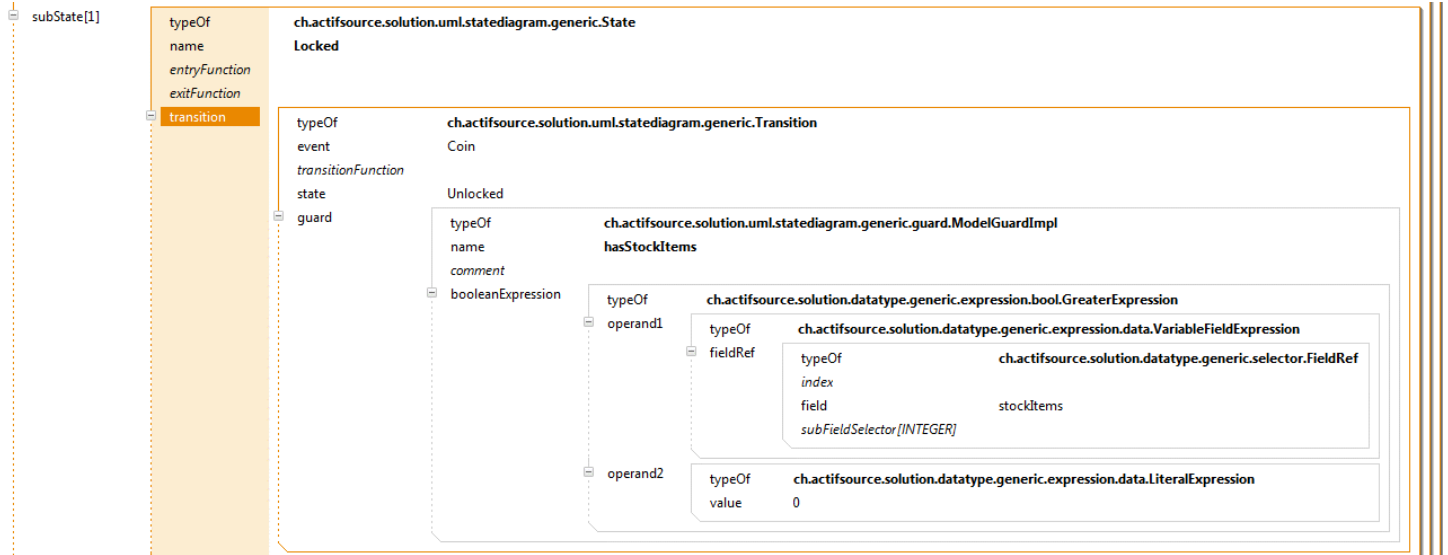 subState[1]
typeOf ch.actifsource.solution.uml.statediagram.generic.State
name Locked
entryFunction
exitFunction
transition
typeOf ch.actifsource.solution.uml.statediagram.generic.Transition
event Coin
transitionFunction
state Unlocked
guard
typeOf ch.actifsource.solution.uml.statediagram.generic.guard.ModelGuardImpl
name hasStockItems
comment
booleanExpression
typeOf ch.actifsource.solution.datatype.generic.expression.bool.GreaterExpression
operand1
typeOf ch.actifsource.solution.datatype.generic.expression.data.VariableFieldExpression
fieldRef
typeOf ch.actifsource.solution.datatype.generic.selector.FieldRef
index
field stockItems
subFieldSelector[INTEGER]
operand2
typeOf ch.actifsource.solution.datatype.generic.expression.data.LiteralExpression
value 0